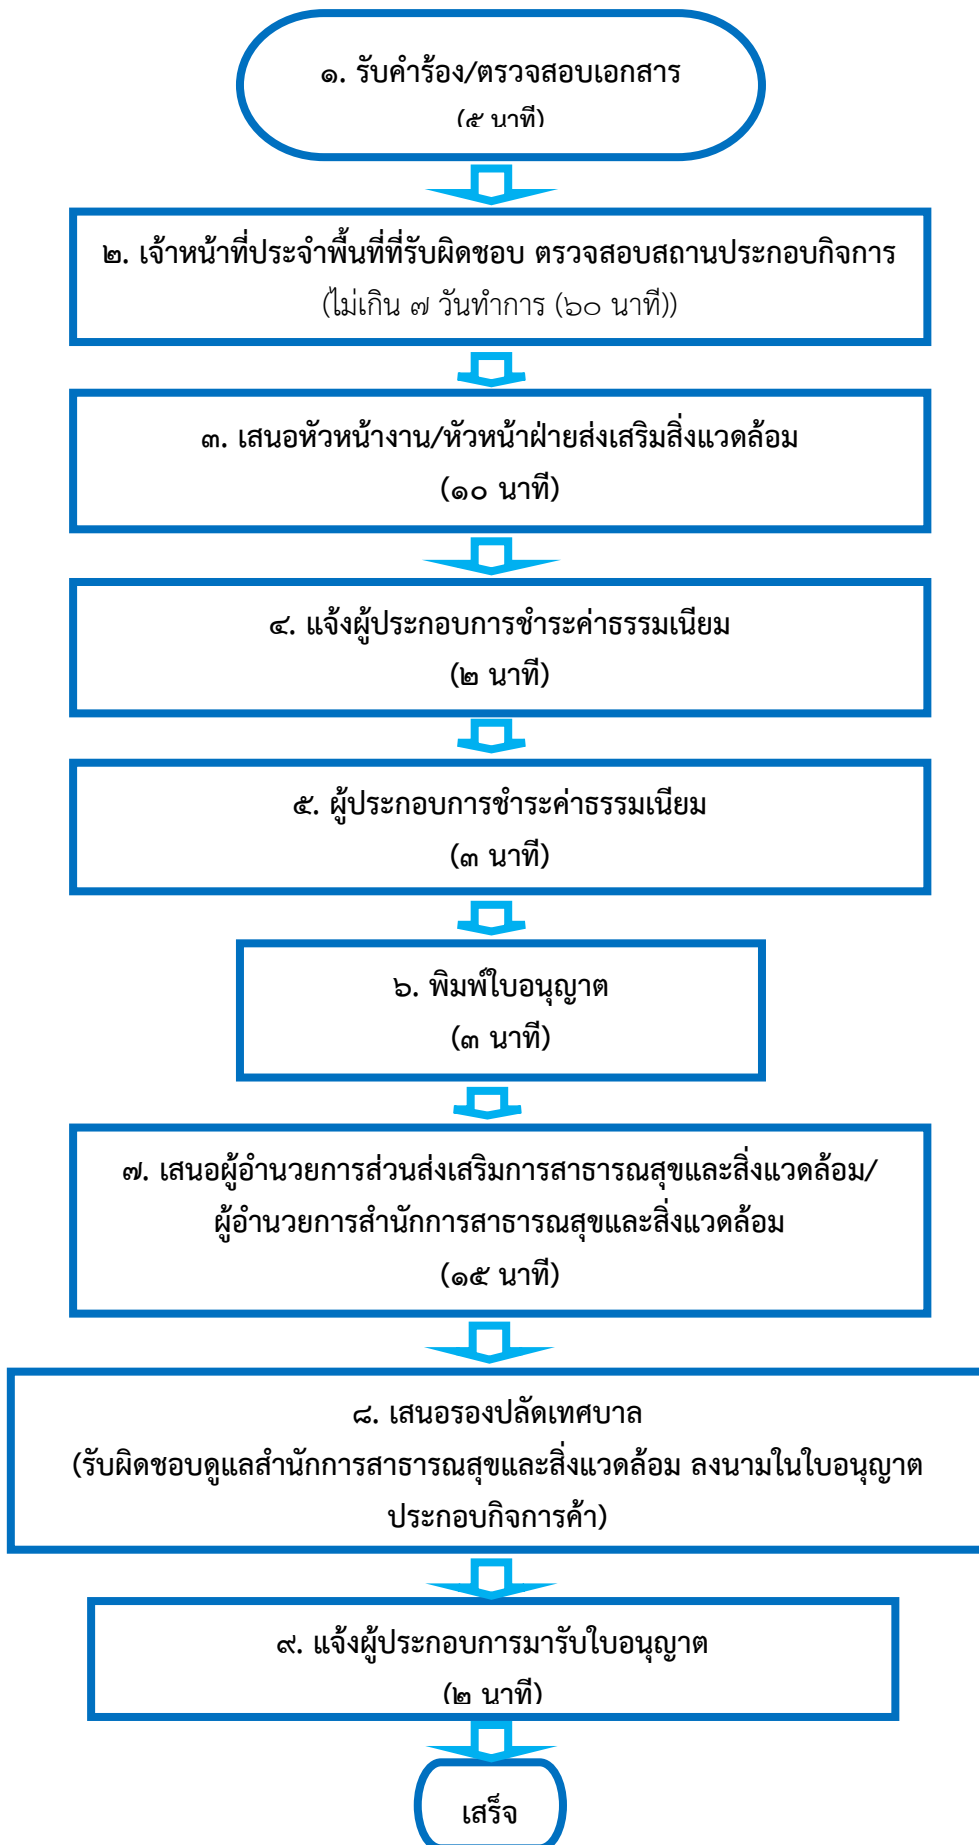 ๑. รับคำร้อง/ตรวจสอบเอกสาร
(๕ นาที)
๒. เจ้าหน้าที่ประจำพื้นที่ที่รับผิดชอบ ตรวจสอบสถานประกอบกิจการ
(ไม่เกิน ๗ วันทำการ (๖๐ นาที))
๓. เสนอหัวหน้างาน/หัวหน้าฝ่ายส่งเสริมสิ่งแวดล้อม
(๑๐ นาที)
๔. แจ้งผู้ประกอบการชำระค่าธรรมเนียม
(๒ นาที)
๕. ผู้ประกอบการชำระค่าธรรมเนียม
(๓ นาที)
๖. พิมพ์ใบอนุญาต
(๓ นาที)
๗. เสนอผู้อำนวยการส่วนส่งเสริมการสาธารณสุขและสิ่งแวดล้อม/
ผู้อำนวยการสำนักการสาธารณสุขและสิ่งแวดล้อม
(๑๕ นาที)
๘. เสนอรองปลัดเทศบาล
(รับผิดชอบดูแลสำนักการสาธารณสุขและสิ่งแวดล้อม ลงนามในใบอนุญาต
ประกอบกิจการค้า)
๙. แจ้งผู้ประกอบการมารับใบอนุญาต
(๒ นาที)
เสร็จ